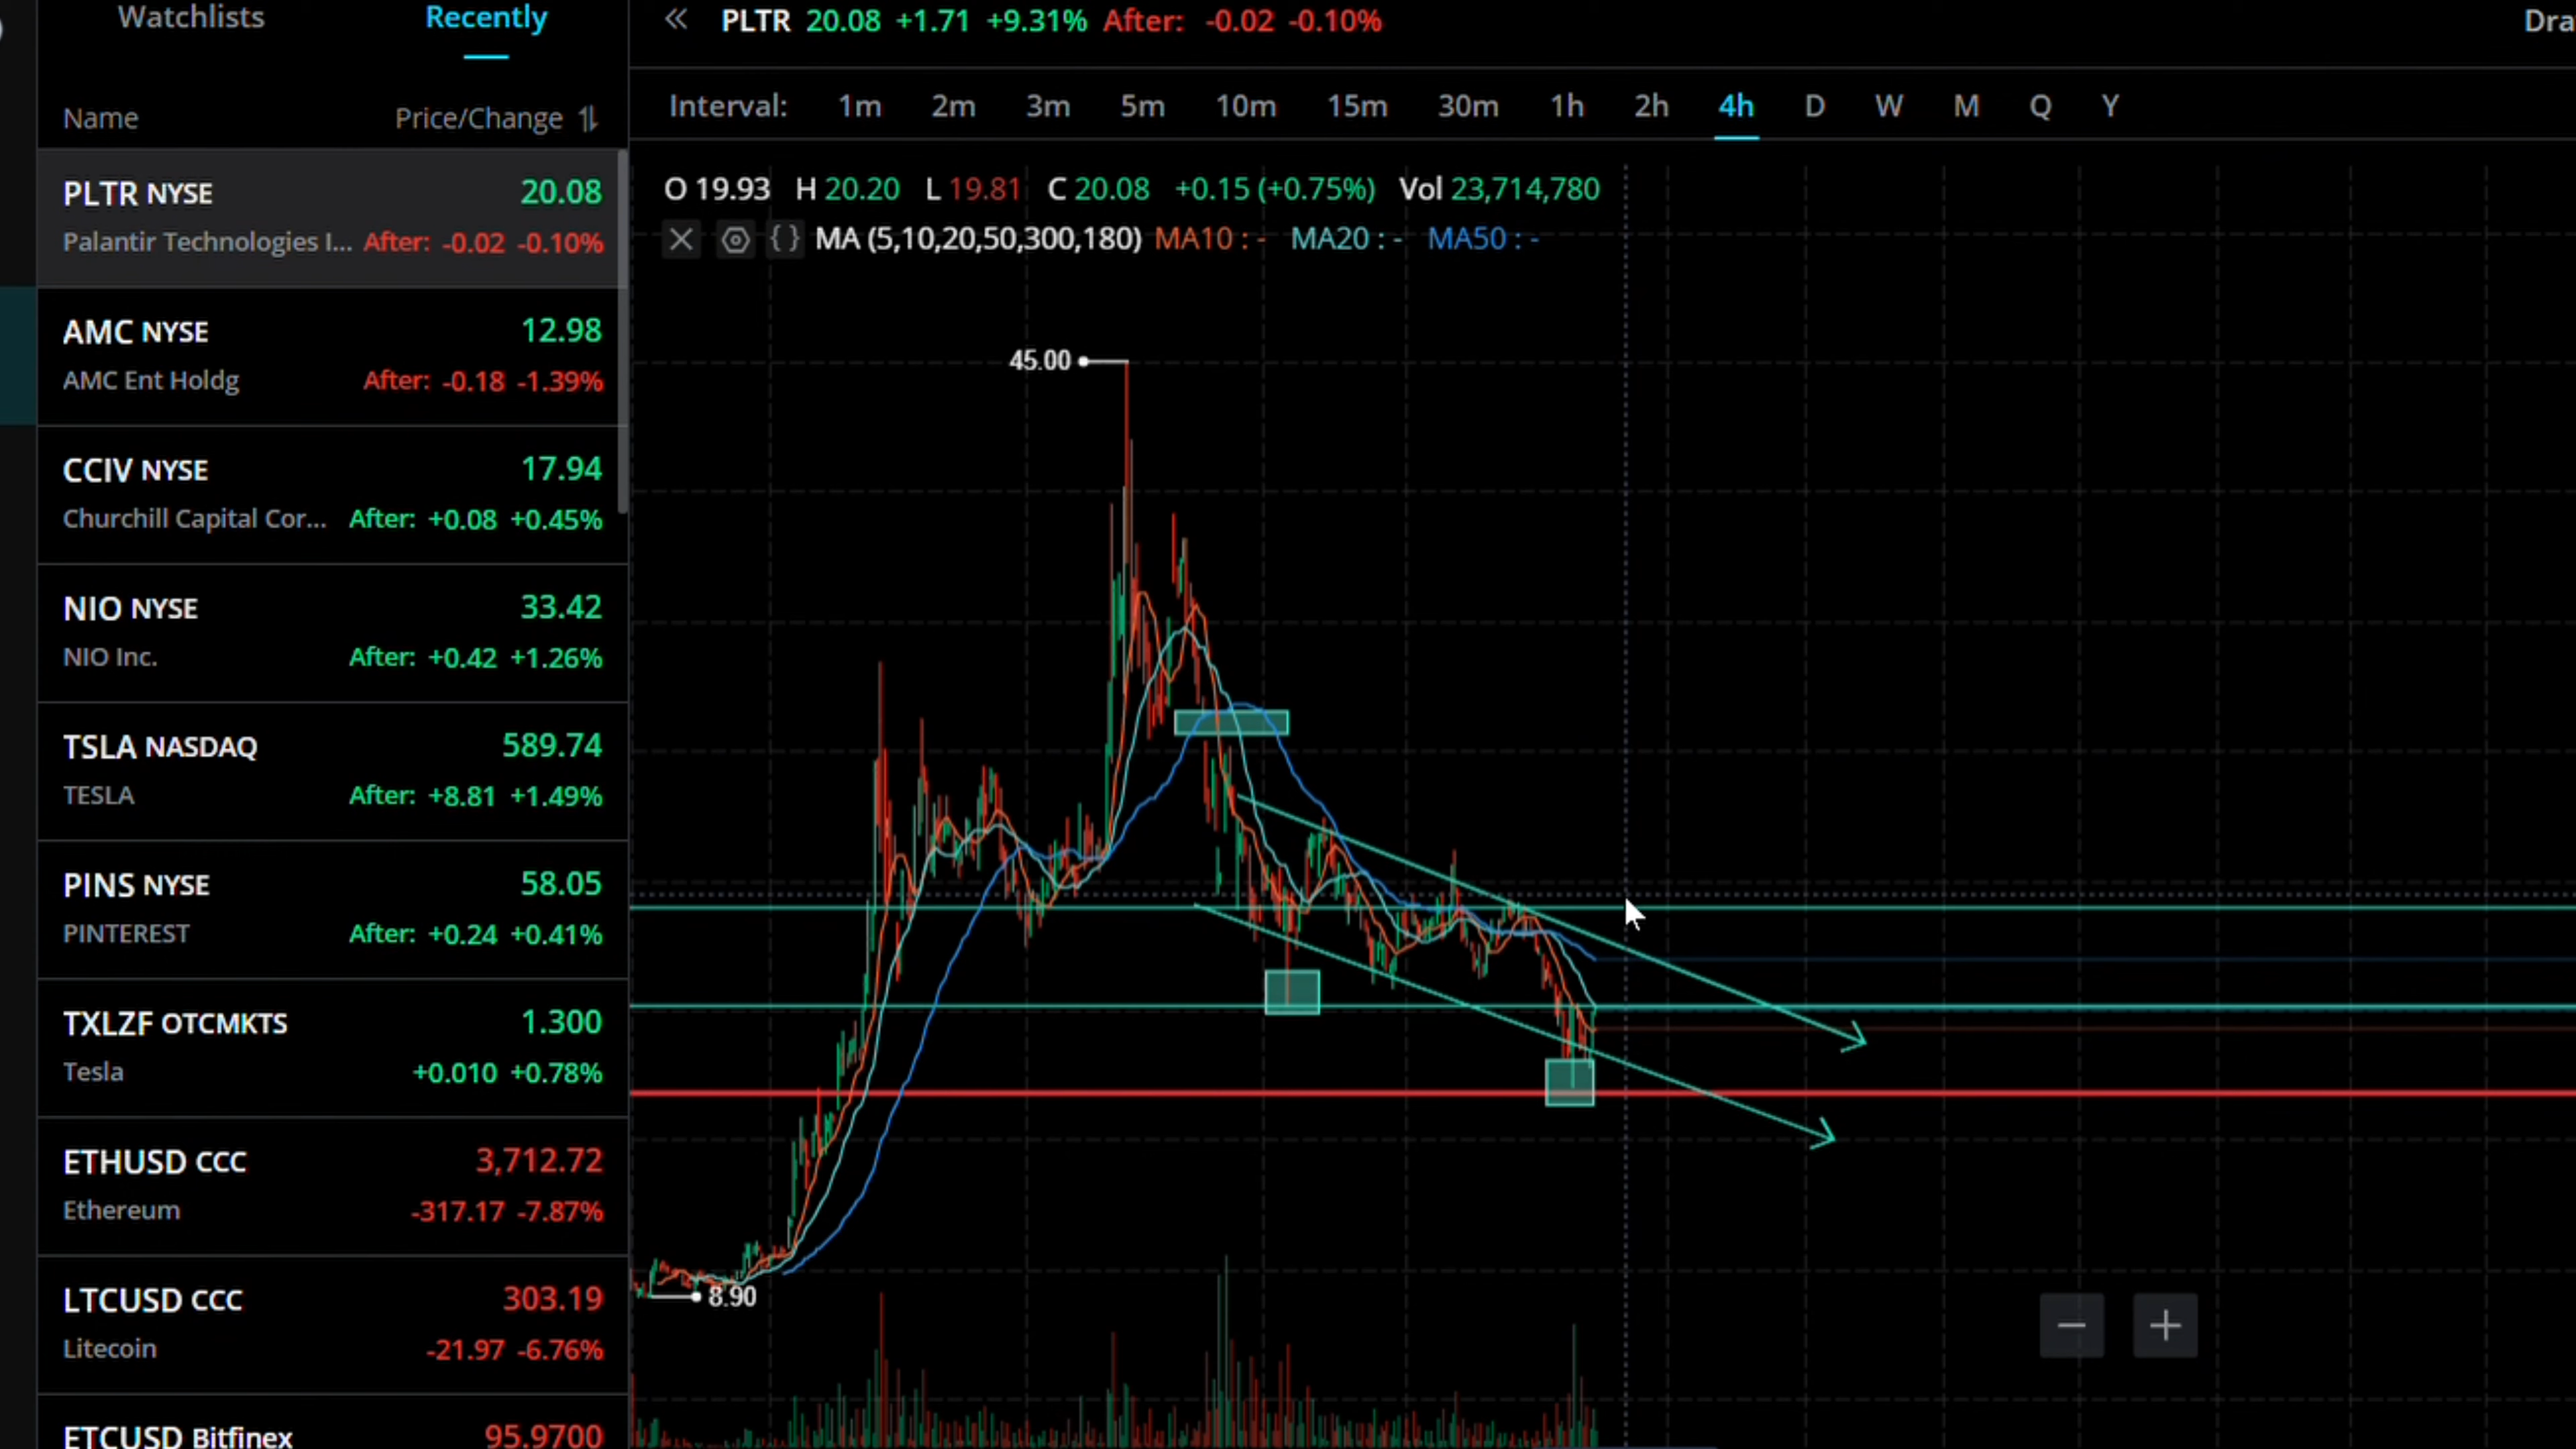 Watchlists Recently
Name Price/Change
PLTR NYSE 20.08
Palantir Technologies I... After: -0.02 -0.10%
AMC NYSE 12.98
AMC Ent Holdg After: -0.18 -1.39%
CCIV NYSE 17.94
Churchill Capital Cor... After: +0.08 +0.45%
NIO NYSE 33.42
NIO Inc. After: +0.42 +1.26%
TSLA NASDAQ 589.74
TESLA After: +8.81 +1.49%
PINS NYSE 58.05
PINTEREST After: +0.24 +0.41%
TXLZF OTCMKTS 1.300
Tesla +0.010 +0.78%
ETHUSD CCC 3,712.72
Ethereum -317.17 -7.87%
LTCUSD CCC 303.19
Litecoin -21.97 -6.76%
ETCUSD Bitfinex 95.9700
PLTR 20.08 +1.71 +9.31% After: -0.02 -0.10% Dra
Interval: 1m 2m 3m 5m 10m 15m 30m 1h 2h 4h D W M Q Y
O 19.93 H 20.20 L 19.81 C 20.08 +0.15 (+0.75%) Vol 23,714,780
MA (5,10,20,50,300,180) MA10 : - MA20 : - MA50 : -
45.00
8.90